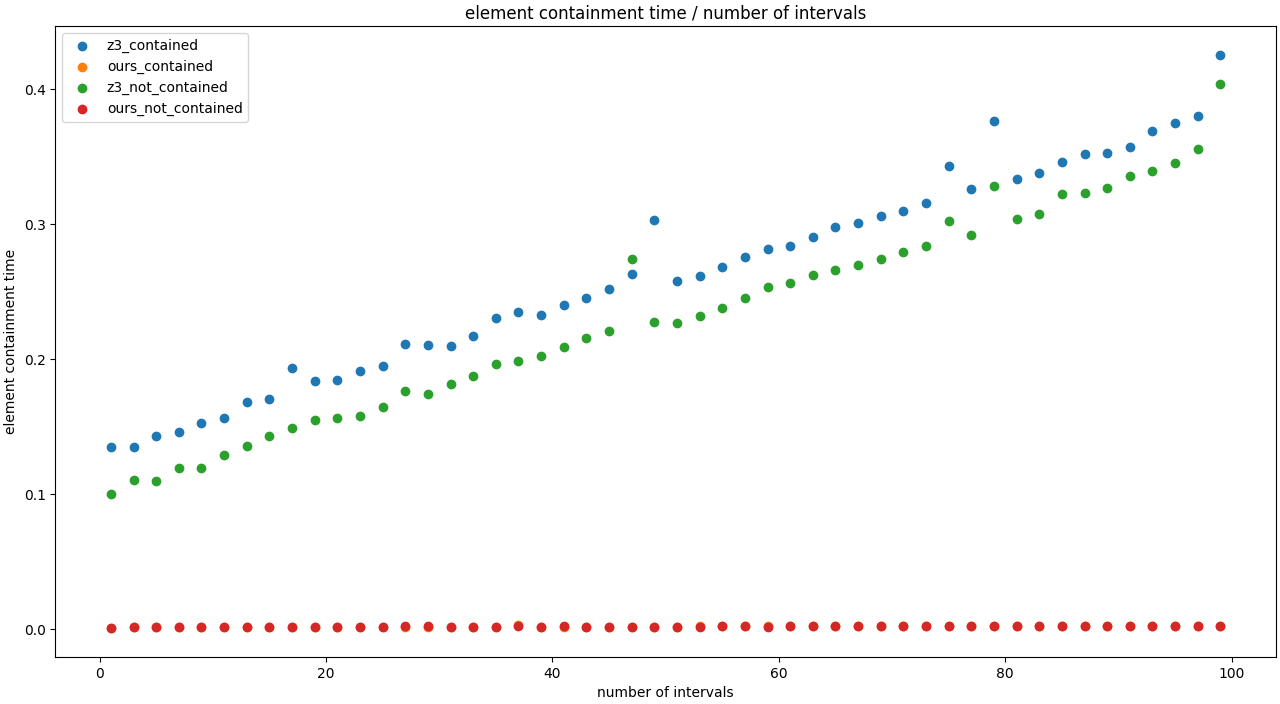 element containment time / number of intervals
z3_contained
ours_contained
z3_not_contained
ours_not_contained
element containment time
0.4
0.3
0.2
0.1
0.0
0 20 40 60 80 100
number of intervals